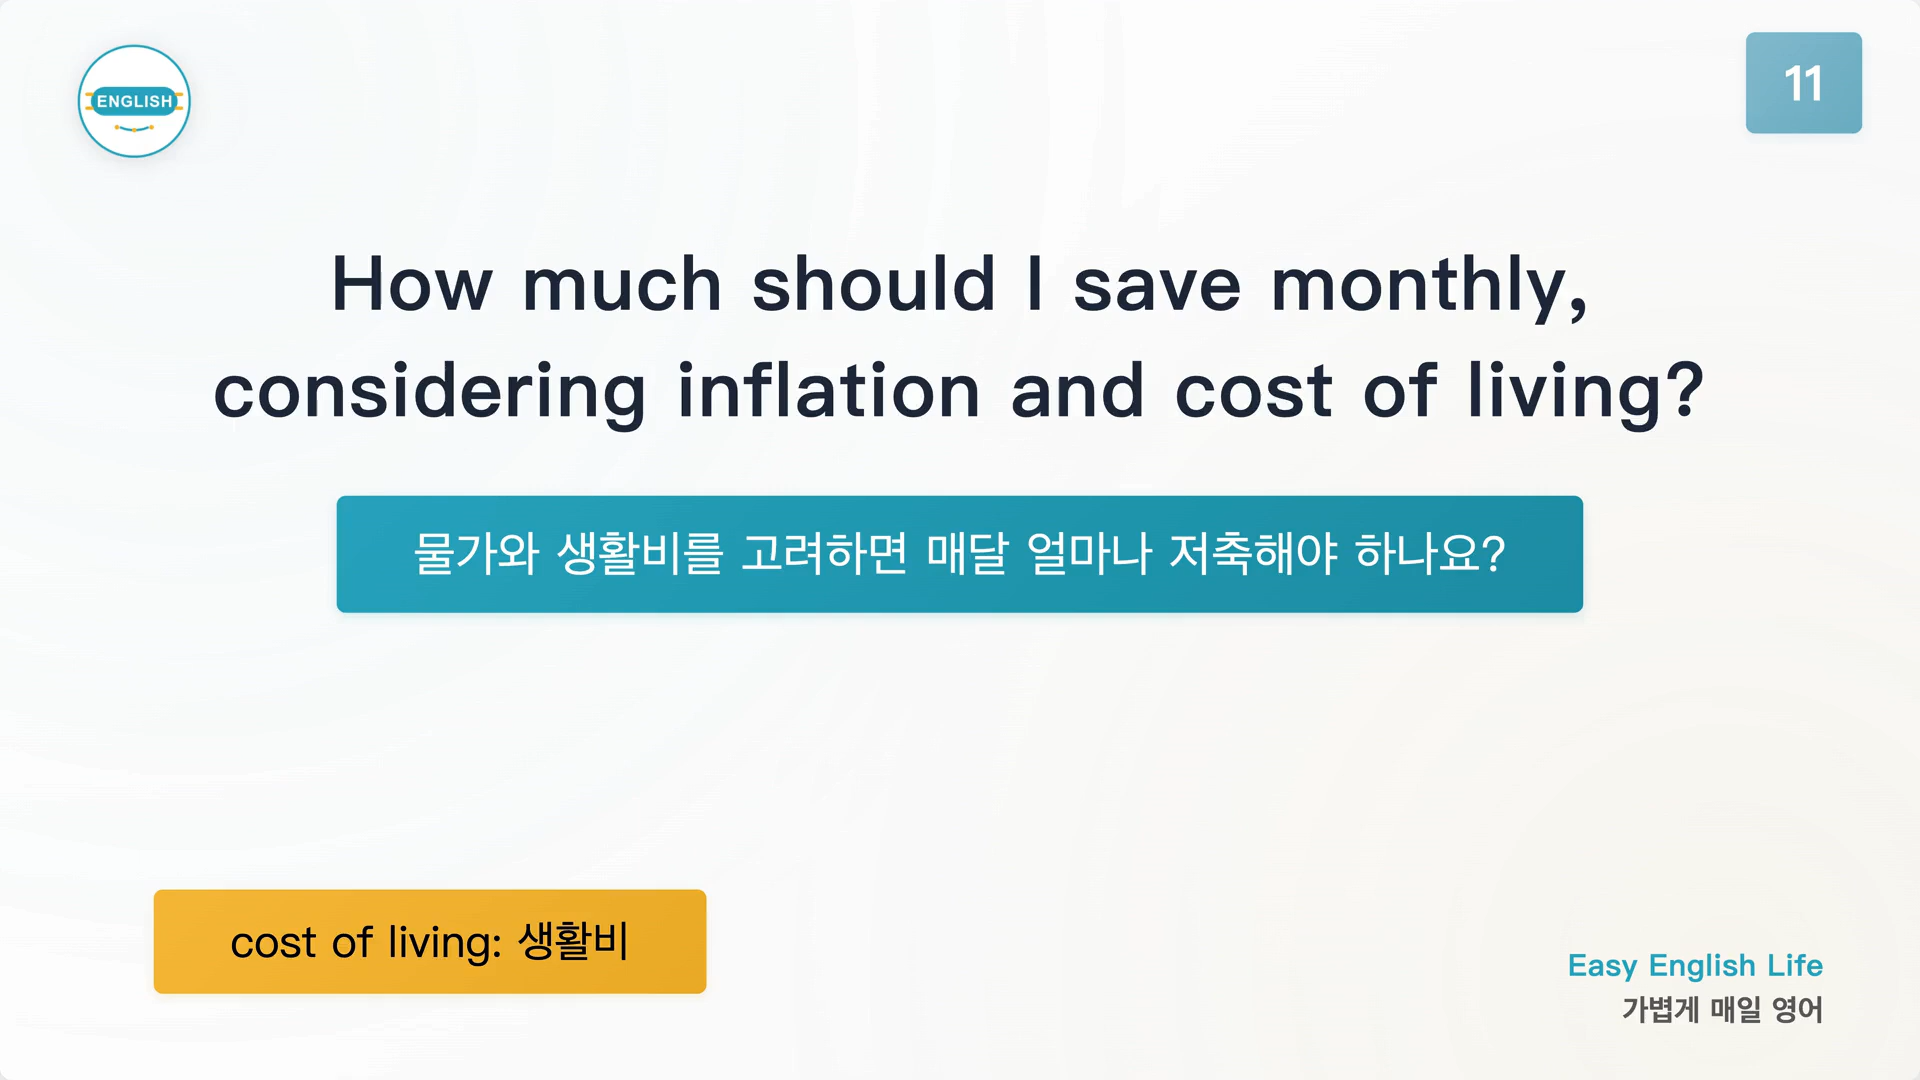 ENGLISH
11
How much should I save monthly,
considering inflation and cost of living?
물가와 생활비를 고려하면 매달 얼마나 저축해야 하나요?
cost of living: 생활비
Easy English Life
가볍게 매일 영어